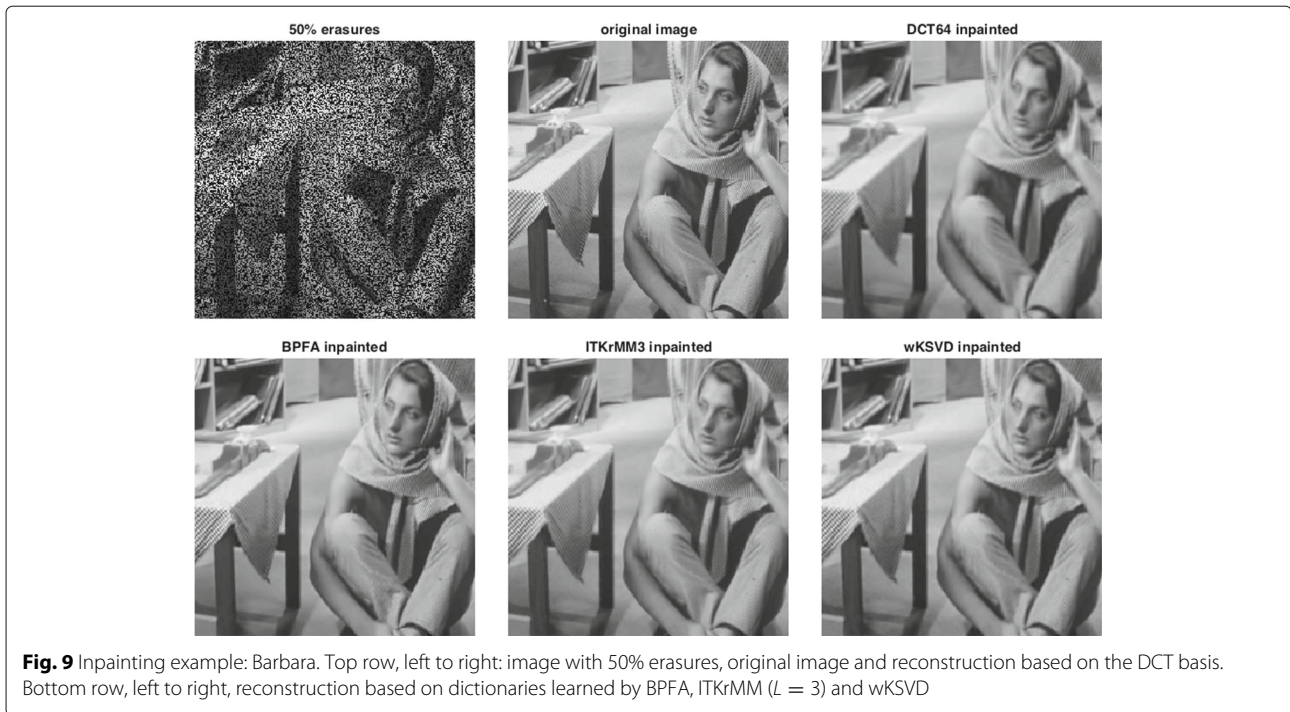 50% erasures
original image
DCT64 inpainted
BPFA inpainted
ITKrMM3 inpainted
wKSVD inpainted
Fig. 9 Inpainting example: Barbara. Top row, left to right: image with 50% erasures, original image and reconstruction based on the DCT basis.
Bottom row, left to right, reconstruction based on dictionaries learned by BPFA, ITKrMM (L = 3) and wKSVD